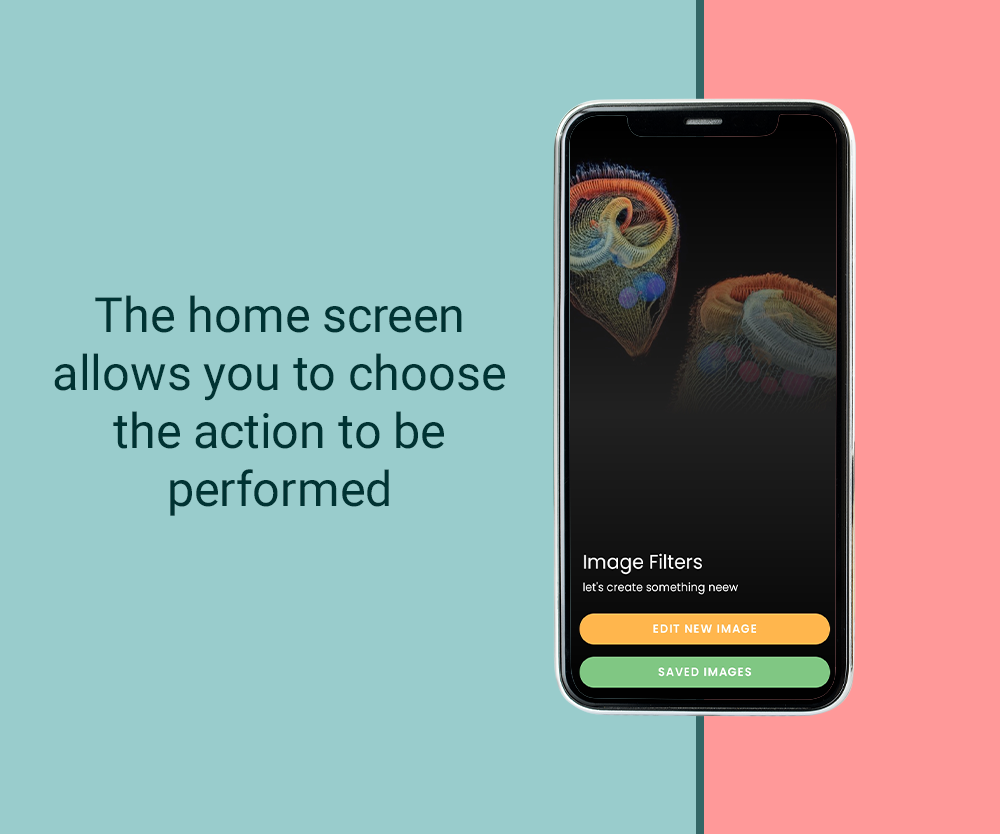 The home screen
allows you to choose
the action to be
performed
Image Filters
let's create something neew
EDIT NEW IMAGE
SAVED IMAGES